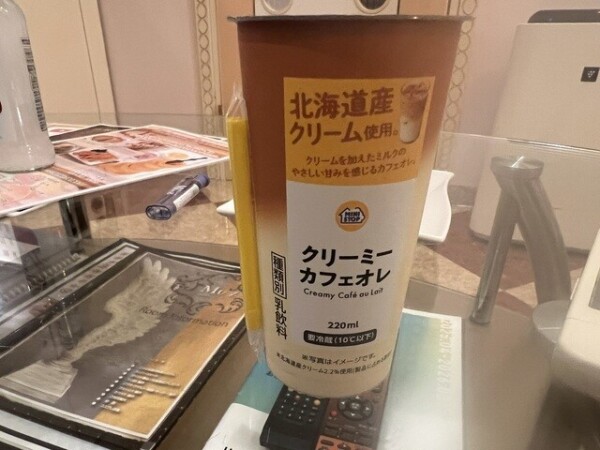 北海道産
クリーム使用※
クリームを加えたミルクの
やさしい甘みを感じるカフェオレ。
MINI
STOP
クリーミー
カフェオレ
Creamy Café au Lait
種類別 乳飲料
220ml
要冷蔵(10℃以下)
※写真はイメージです。